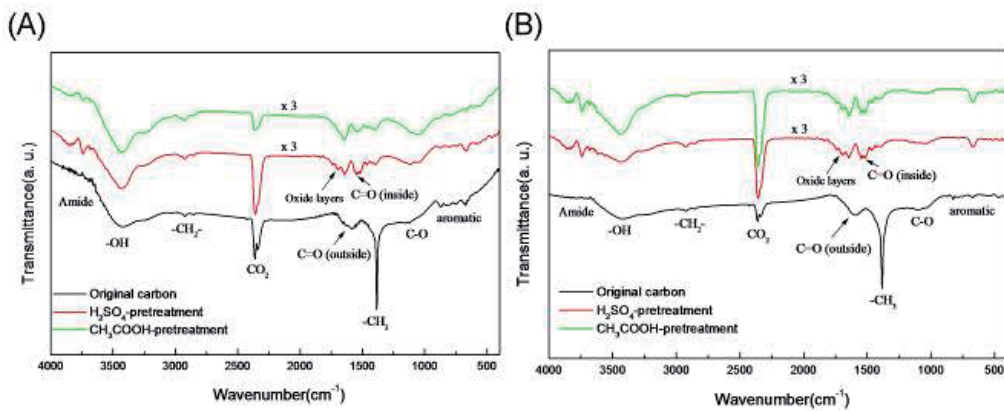 (A)
Transmittance(a. u.)
x 3
x 3
Amide
-OH
-CH₂-
CO₂
Oxide layers
C=O (inside)
C=O (outside)
-CH₃
C-O
aromatic
Original carbon
H₂SO₄-pretreatment
CH₃COOH-pretreatment
4000 3500 3000 2500 2000 1500 1000 500
Wavenumber(cm⁻¹)
(B)
Transmittance(a. u.)
x 3
x 3
Amide
-OH
-CH₂-
CO₂
Oxide layers
C=O (inside)
C=O (outside)
-CH₃
C-O
aromatic
Original carbon
H₂SO₄-pretreatment
CH₃COOH-pretreatment
4000 3500 3000 2500 2000 1500 1000 500
Wavenumber(cm⁻¹)